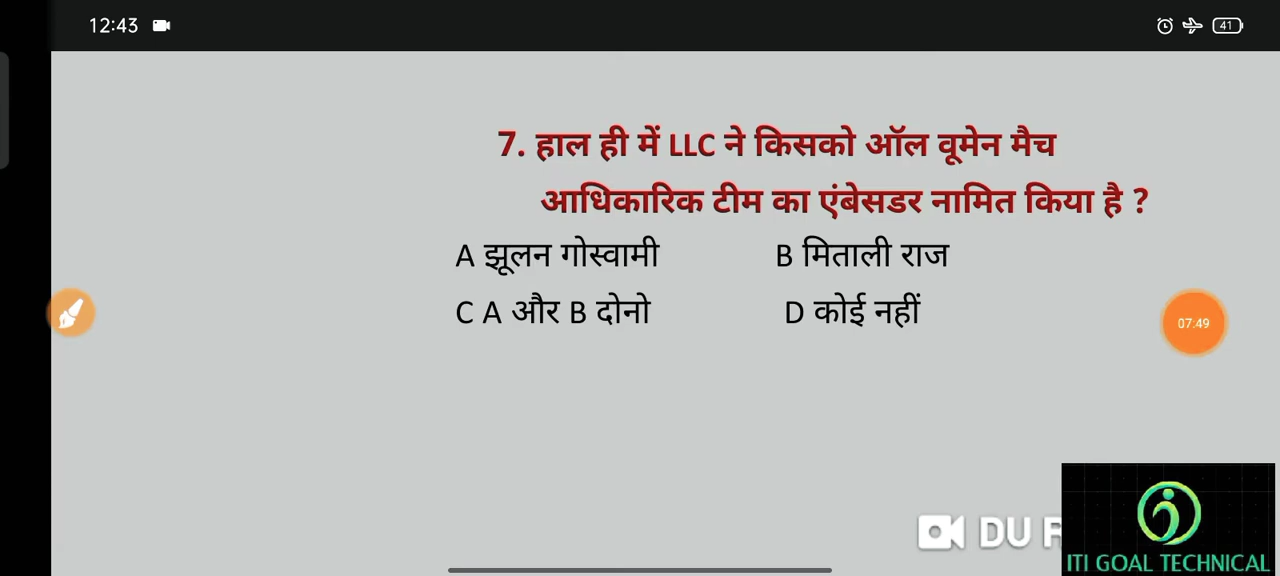 12:43
41
7. हाल ही में LLC ने किसको ऑल वूमेन मैच
आधिकारिक टीम का एंबेसडर नामित किया है ?
A झूलन गोस्वामी B मिताली राज
C A और B दोनो D कोई नहीं
07:49
DU
ITI GOAL TECHNICAL